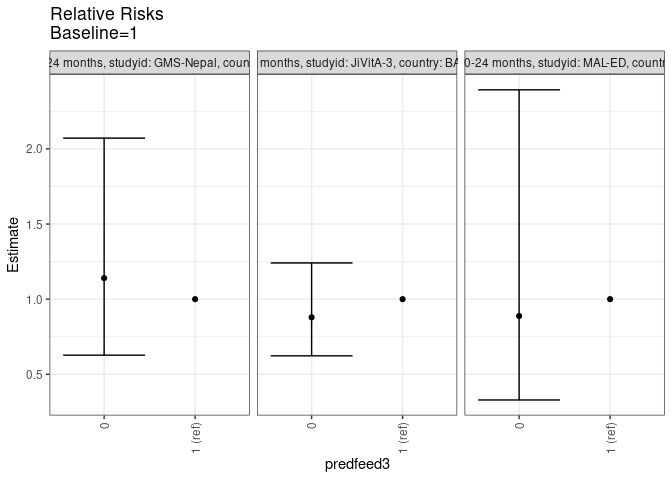 Relative Risks
Baseline=1
24 months, studyid: GMS-Nepal, coun
months, studyid: JiVitA-3, country: BA
0-24 months, studyid: MAL-ED, countr
Estimate
2.0
1.5
1.0
0.5
0
1 (ref)
0
1 (ref)
0
1 (ref)
predfeed3